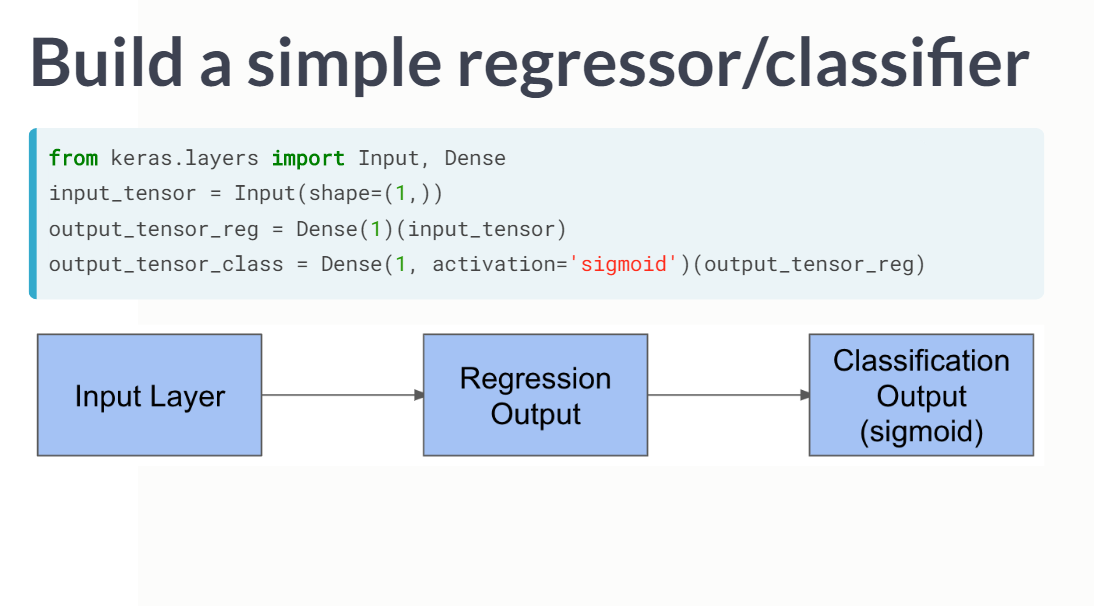 Build a simple regressor/classifier
from keras.layers import Input, Dense
input_tensor = Input(shape=(1,))
output_tensor_reg = Dense(1)(input_tensor)
output_tensor_class = Dense(1, activation='sigmoid')(output_tensor_reg)
Input Layer
Regression
Output
Classification
Output
(sigmoid)